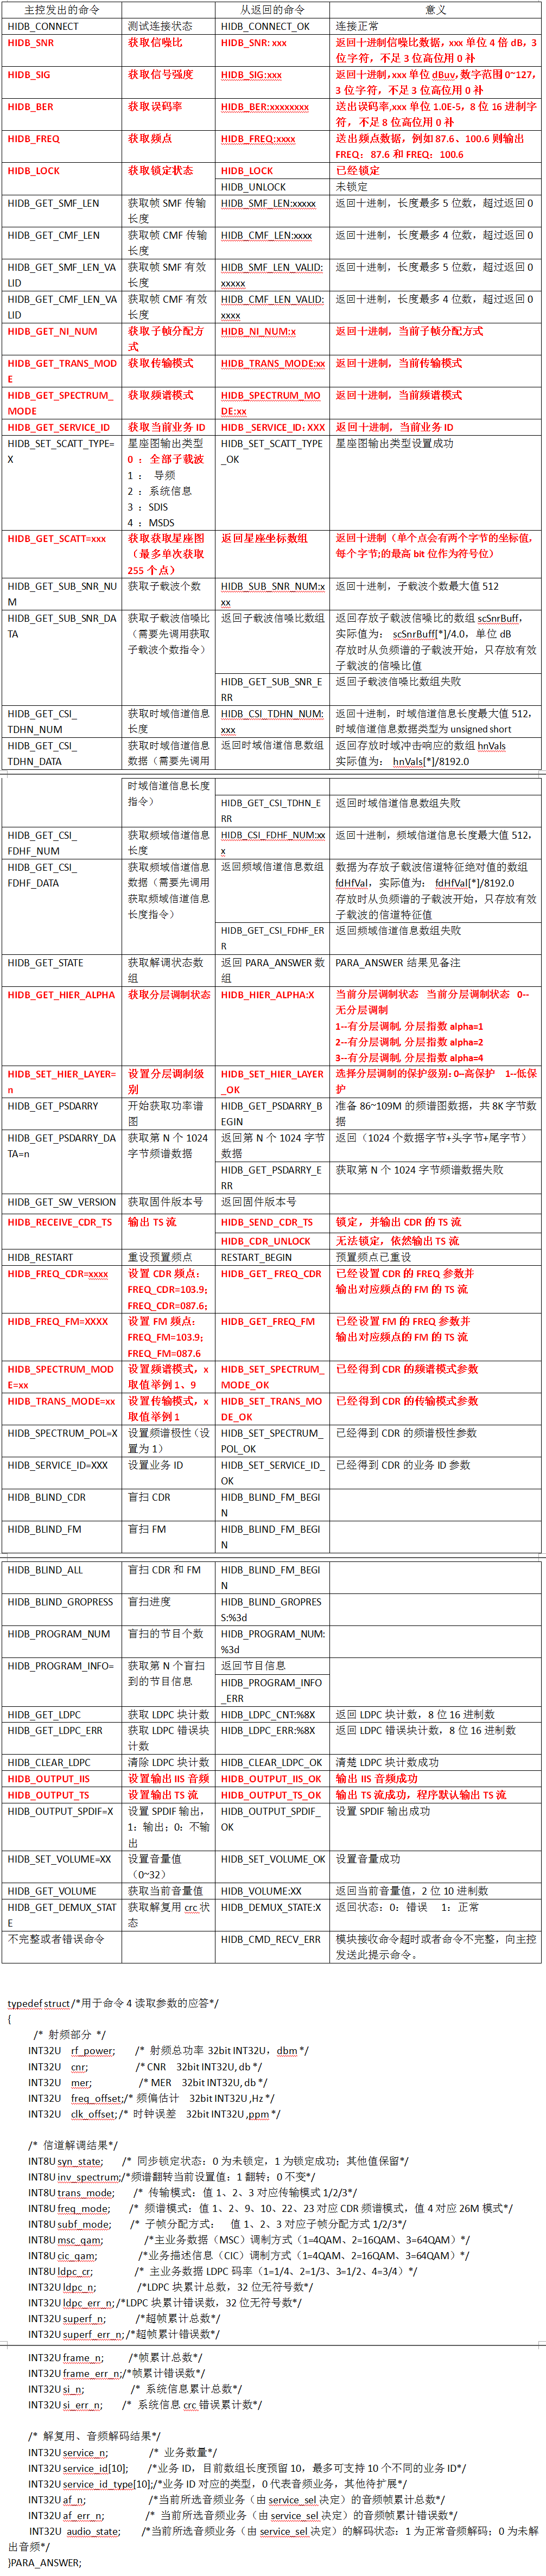 主控发出的命令 从返回的命令 意义
HIDB_CONNECT 测试连接状态 HIDB_CONNECT_OK 连接正常
HIDB_SNR 获取信噪比 HIDB_SNR: xxx 返回十进制信噪比数据, xxx 单位 4 倍 dB, 3
位字符, 不足 3 位高位用 0 补
HIDB_SIG 获取信号强度 HIDB_SIG:xxx 返回十进制, xxx 单位 dBuv, 数字范围 0~127,
3 位字符, 不足 3 位高位用 0 补
HIDB_BER 获取误码率 HIDB_BER:xxxxxxxx 送出误码率,xxx 单位 1.0E-5, 8 位 16 进制字
符, 不足 8 位高位用 0 补
HIDB_FREQ 获取频点 HIDB_FREQ:xxxx 送出频点数据, 例如 87.6、100.6 则输出
FREQ: 87.6 和 FREQ: 100.6
HIDB_LOCK 获取锁定状态 HIDB_LOCK 已经锁定
HIDB_UNLOCK 未锁定
HIDB_GET_SMF_LEN 获取帧 SMF 传输 HIDB_SMF_LEN:xxxxx 返回十进制, 长度最多 5 位数, 超过返回 0
长度
HIDB_GET_CMF_LEN 获取帧 CMF 传输 HIDB_CMF_LEN:xxxx 返回十进制, 长度最多 4 位数, 超过返回 0
长度
HIDB_GET_SMF_LEN_VA 获取帧 SMF 有效 HIDB_SMF_LEN_VALID: 返回十进制, 长度最多 5 位数, 超过返回 0
LID 长度 xxxxx
HIDB_GET_CMF_LEN_VA 获取帧 CMF 有效 HIDB_CMF_LEN_VALID: 返回十进制, 长度最多 4 位数, 超过返回 0
LID 长度 xxxx
HIDB_GET_NI_NUM 获取子帧分配方 HIDB_NI_NUM:x 返回十进制, 当前子帧分配方式
式
HIDB_GET_TRANS_MOD 获取传输模式 HIDB_TRANS_MODE:xx 返回十进制, 当前传输模式
E
HIDB_GET_SPECTRUM_ 获取频谱模式 HIDB_SPECTRUM_MO 返回十进制, 当前频谱模式
MODE DE:xx
HIDB_GET_SERVICE_ID 获取当前业务 ID HIDB_SERVICE_ID: XXX 返回十进制, 当前业务 ID
HIDB_SET_SCATT_TYPE= 星座图输出类型 HIDB_SET_SCATT_TYPE 星座图输出类型设置成功
X 0 : 全部子载波 _OK
1 : 导频
2 : 系统信息
3 : SDIS
4 : MSDS
HIDB_GET_SCATT=xxx 获取获取星座图 返回星座坐标数组 返回十进制 (单个点会有两个字节的坐标值,
(最多单次获取 每个字节;的最高 bit 位作为符号位)
255 个点)
HIDB_GET_SUB_SNR_NU 获取子载波个数 HIDB_SUB_SNR_NUM:x 返回十进制, 子载波个数最大值 512
M xx
HIDB_GET_SUB_SNR_DA 获取子载波信噪比 返回子载波信噪比数组 返回存放子载波信噪比的数组 scSnrBuff,
TA (需要先调用获取 实际值为: scSnrBuff[*]/4.0, 单位 dB
子载波个数指令) 存放时从负频谱的子载波开始, 只存放有效
子载波的信噪比值
HIDB_GET_SUB_SNR_E 返回子载波信噪比数组失败
RR
HIDB_GET_CSI_ 获取时域信道信息 HIDB_CSI_TDHN_NUM: 返回十进制, 时域信道信息长度最大值 512,
TDHN_NUM 长度 xxx 时域信道信息数据类型为 unsigned short
HIDB_GET_CSI_ 获取时域信道信息 返回时域信道信息数组 返回存放时域冲击响应的数组 hnVals
TDHN_DATA 数据 (需要先调用 实际值为: hnVals[*]/8192.0
时域信道信息长度
指令) HIDB_GET_CSI_TDHN_E 返回时域信道信息数组失败
RR
HIDB_GET_CSI_ 获取频域信道信息 HIDB_CSI_FDHF_NUM:xx 返回十进制, 频域信道信息长度最大值 512,
FDHF_NUM 长度 x
HIDB_GET_CSI_ 获取频域信道信息 返回频域信道信息数组 数据为存放子载波信道特征绝对值的数组
FDHF_DATA 数据 (需要先调用 fdHfVal, 实际值为: fdHfVal[*]/8192.0
获取频域信道信息 存放时从负频谱的子载波开始, 只存放有效
长度指令) 子载波的信道特征值
HIDB_GET_CSI_FDHF_ER 返回频域信道信息数组失败
R
HIDB_GET_STATE 获取解调状态数 返回 PARA_ANSWER 数 PARA_ANSWER 结果见备注
组 组
HIDB_GET_HIER_ALPHA 获取分层调制状态 HIDB_HIER_ALPHA:X 当前分层调制状态 当前分层调制状态 0--
无分层调制
1--有分层调制, 分层指数 alpha=1
2--有分层调制, 分层指数 alpha=2
3--有分层调制, 分层指数 alpha=4
HIDB_SET_HIER_LAYER= 设置分层调制级 HIDB_SET_HIER_LAYER 选择分层调制的保护级别: 0--高保护 1--低保
n 别 _OK 护
HIDB_GET_PSDARRY 开始获取功率谱 HIDB_GET_PSDARRY_B 准备 86~109M 的频谱图数据, 共 8K 字节数
图 EGIN 据
HIDB_GET_PSDARRY_DA 获取第 N 个 1024 返回第 N 个 1024 字节 返回 (1024 个数据字节+头字节+尾字节)
TA=n 字节频谱数据 数据
HIDB_GET_PSDARRY_E 获取第 N 个 1024 字节频谱数据失败
RR
HIDB_GET_SW_VERSION 获取固件版本号 返回固件版本号
HIDB_RECEIVE_CDR_TS 输出 TS 流 HIDB_SEND_CDR_TS 锁定, 并输出 CDR 的 TS 流
HIDB_CDR_UNLOCK 无法锁定, 依然输出 TS 流
HIDB_RESTART 重设预置频点 RESTART_BEGIN 预置频点已重设
HIDB_FREQ_CDR=xxxx 设置 CDR 频点: HIDB_GET_FREQ_CDR 已经设置 CDR 的 FREQ 参数并
FREQ_CDR=103.9; 输出对应频点的 FM 的 TS 流
FREQ_CDR=087.6;
HIDB_FREQ_FM=XXXX 设置 FM 频点: HIDB_GET_FREQ_FM 已经设置 FM 的 FREQ 参数并
FREQ_FM=103.9; 输出对应频点的 FM 的 TS 流
FREQ_FM=087.6
HIDB_SPECTRUM_MO 设置频谱模式, x HIDB_SET_SPECTRUM_ 已经得到 CDR 的频谱模式参数
DE=xx 取值举例 1、9 MODE_OK
HIDB_TRANS_MODE=xx 设置传输模式, x HIDB_SET_TRANS_MO 已经得到 CDR 的传输模式参数
取值举例 1 DE_OK
HIDB_SPECTRUM_POL=X 设置频谱极性 (设 HIDB_SET_SPECTRUM_ 已经得到 CDR 的频谱极性参数
置为 1) POL_OK
HIDB_SERVICE_ID=XXX 设置业务 ID HIDB_SET_SERVICE_ID_ 已经得到 CDR 的业务 ID 参数
OK
HIDB_BLIND_CDR 盲扫 CDR HIDB_BLIND_FM_BEGI
N
HIDB_BLIND_FM 盲扫 FM HIDB_BLIND_FM_BEGI
N
HIDB_BLIND_ALL 盲扫 CDR 和 FM HIDB_BLIND_FM_BEGI
N
HIDB_BLIND_GROPRESS 盲扫进度 HIDB_BLIND_GROPRES
S:%3d
HIDB_PROGRAM_NUM 盲扫的节目个数 HIDB_PROGRAM_NUM:
%3d
HIDB_PROGRAM_INFO= 获取第 N 个盲扫 返回节目信息
到的节目信息 HIDB_PROGRAM_INFO
_ERR
HIDB_GET_LDPC 获取 LDPC 块计数 HIDB_LDPC_CNT:%8X 返回 LDPC 块计数, 8 位 16 进制数
HIDB_GET_LDPC_ERR 获取 LDPC 错误块 HIDB_LDPC_ERR:%8X 返回 LDPC 错误块计数, 8 位 16 进制数
计数
HIDB_CLEAR_LDPC 清除 LDPC 块计数 HIDB_CLEAR_LDPC_OK 清楚 LDPC 块计数成功
HIDB_OUTPUT_IIS 设置输出 IIS 音频 HIDB_OUTPUT_IIS_OK 输出 IIS 音频成功
HIDB_OUTPUT_TS 设置输出 TS 流 HIDB_OUTPUT_TS_OK 输出 TS 流成功, 程序默认输出 TS 流
HIDB_OUTPUT_SPDIF=X 设置 SPDIF 输出, HIDB_OUTPUT_SPDIF_ 设置 SPDIF 输出成功
1: 输出; 0: 不输 OK
出
HIDB_SET_VOLUME=XX 设置音量值 HIDB_SET_VOLUME_OK 设置音量成功
(0~32)
HIDB_GET_VOLUME 获取当前音量值 HIDB_VOLUME:XX 返回当前音量值, 2 位 10 进制数
HIDB_GET_DEMUX_STAT 获取解复用 crc 状 HIDB_DEMUX_STATE:X 返回状态: 0: 错误 1: 正常
E 态
不完整或者错误命令 HIDB_CMD_RECV_ERR 模块接收命令超时或者命令不完整, 向主控
发送此提示命令。
typedef struct /*用于命令 4 读取参数的应答*/
{
/* 射频部分 */
INT32U rf_power; /* 射频总功率 32bit INT32U, dbm */
INT32U cnr; /* CNR 32bit INT32U, db */
INT32U mer; /* MER 32bit INT32U, db */
INT32U freq_offset;/* 频偏估计 32bit INT32U ,Hz */
INT32U clk_offset; /* 时钟误差 32bit INT32U ,ppm */
/* 信道解调结果*/
INT8U syn_state; /* 同步锁定状态: 0 为未锁定, 1 为锁定成功; 其他值保留*/
INT8U inv_spectrum;/*频谱翻转当前设置值: 1 翻转; 0 不变*/
INT8U trans_mode; /* 传输模式: 值 1、2、3 对应传输模式 1/2/3*/
INT8U freq_mode; /* 频谱模式: 值 1、2、9、10、22、23 对应 CDR 频谱模式, 值 4 对应 26M 模式*/
INT8U subf_mode; /* 子帧分配方式: 值 1、2、3 对应子帧分配方式 1/2/3*/
INT8U msc_qam; /*主业务数据 (MSC) 调制方式 (1=4QAM、2=16QAM、3=64QAM) */
INT8U cic_qam; /*业务描述信息 (CIC) 调制方式 (1=4QAM、2=16QAM、3=64QAM) */
INT8U ldpc_cr; /* 主业务数据 LDPC 码率 (1=1/4、2=1/3、3=1/2、4=3/4) */
INT32U ldpc_n; /*LDPC 块累计总数, 32 位无符号数*/
INT32U ldpc_err_n; /*LDPC 块累计错误数, 32 位无符号数*/
INT32U superf_n; /*超帧累计总数*/
INT32U superf_err_n; /*超帧累计错误数*/
INT32U frame_n; /*帧累计总数*/
INT32U frame_err_n;/*帧累计错误数*/
INT32U si_n; /* 系统信息累计总数*/
INT32U si_err_n; /* 系统信息 crc 错误累计数*/
/* 解复用、音频解码结果*/
INT32U service_n; /* 业务数量*/
INT32U service_id[10]; /*业务 ID, 目前数组长度预留 10, 最多可支持 10 个不同的业务 ID*/
INT32U service_id_type[10];/*业务 ID 对应的类型, 0 代表音频业务, 其他待扩展*/
INT32U af_n; /*当前所选音频业务 (由 service_sel 决定) 的音频帧累计总数*/
INT32U af_err_n; /* 当前所选音频业务 (由 service_sel 决定) 的音频帧累计错误数*/
INT32U audio_state; /*当前所选音频业务 (由 service_sel 决定) 的解码状态: 1 为正常音频解码; 0 为未解
出音频*/
}PARA_ANSWER;